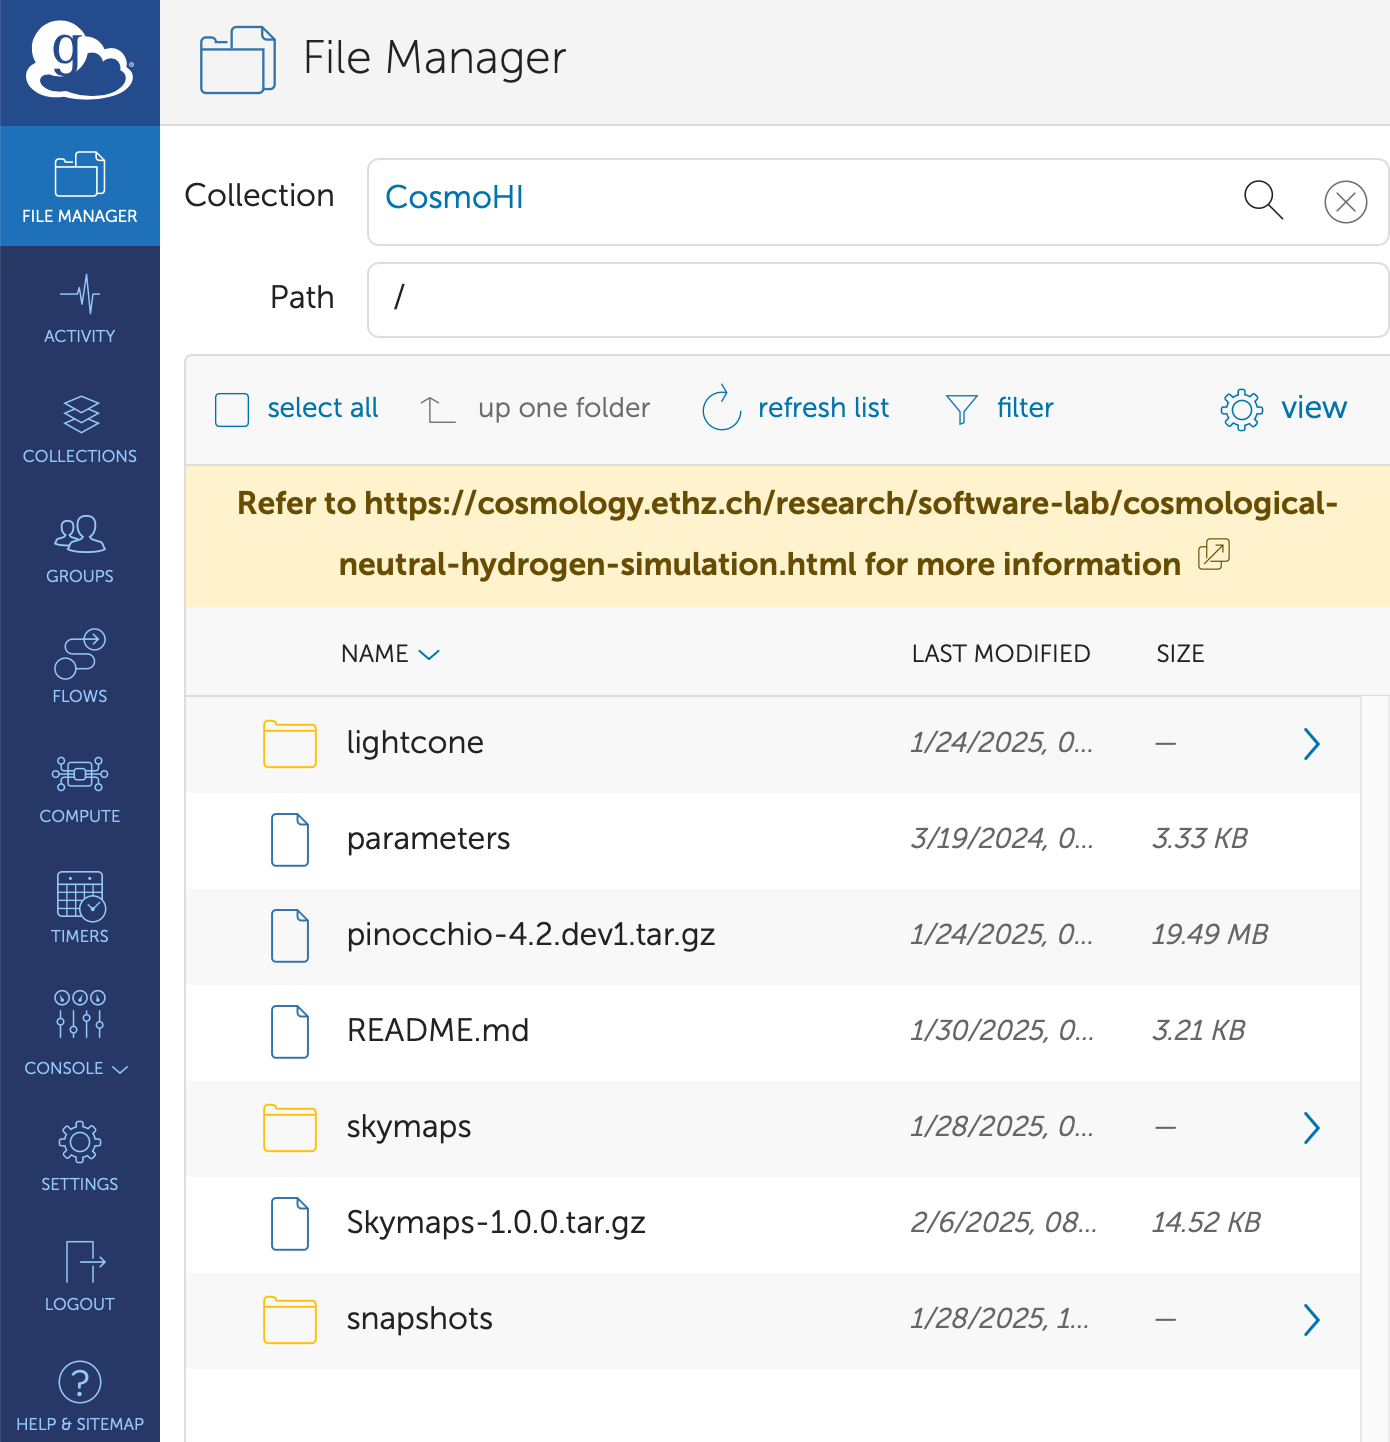 g
File Manager
FILE MANAGER
ACTIVITY
COLLECTIONS
GROUPS
FLOWS
COMPUTE
TIMERS
CONSOLE
SETTINGS
LOGOUT
HELP & SITEMAP
Collection CosmoHI
Path /
select all up one folder refresh list filter view
Refer to https://cosmology.ethz.ch/research/software-lab/cosmological-
neutral-hydrogen-simulation.html for more information
NAME LAST MODIFIED SIZE
lightcone 1/24/2025, 0... —
parameters 3/19/2024, 0... 3.33 KB
pinocchio-4.2.dev1.tar.gz 1/24/2025, 0... 19.49 MB
README.md 1/30/2025, 0... 3.21 KB
skymaps 1/28/2025, 0... —
Skymaps-1.0.0.tar.gz 2/6/2025, 08... 14.52 KB
snapshots 1/28/2025, 1... —